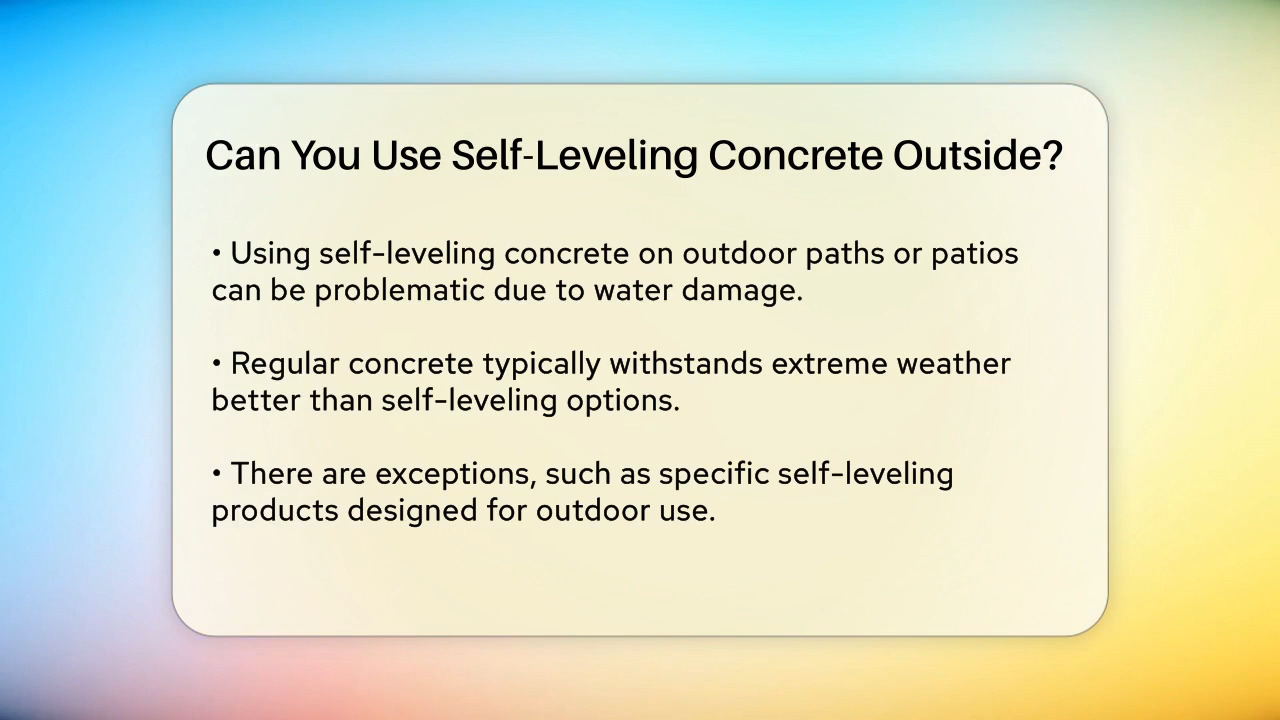 Can You Use Self-Leveling Concrete Outside?
• Using self-leveling concrete on outdoor paths or patios
can be problematic due to water damage.
• Regular concrete typically withstands extreme weather
better than self-leveling options.
• There are exceptions, such as specific self-leveling
products designed for outdoor use.